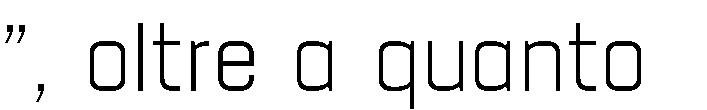 ”, oltre a quanto